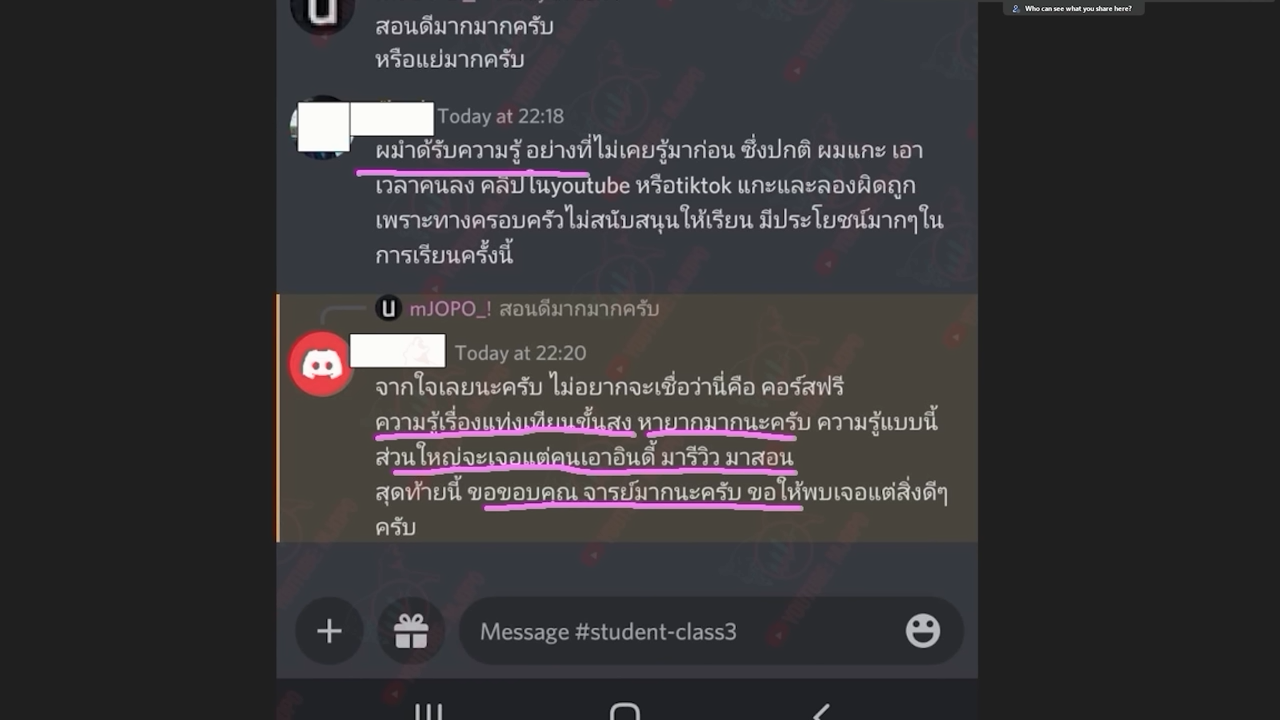 Who can see what you share here?
สอนดีมากมากครับ
หรือแย่มากครับ
Today at 22:18
ผมำด้รับความรู้ อย่างที่ไม่เคยรู้มาก่อน ซึ่งปกติ ผมแกะ เอา
เวลาคนลง คลิปในyoutube หรือtiktok แกะและลองผิดถูก
เพราะทางครอบครัวไม่สนับสนุนให้เรียน มีประโยชน์มากๆใน
การเรียนครั้งนี้
mJOPO_! สอนดีมากมากครับ
Today at 22:20
จากใจเลยนะครับ ไม่อยากจะเชื่อว่านี่คือ คอร์สฟรี
ความรู้เรื่องแท่งเทียนขั้นสูง หายากมากนะครับ ความรู้แบบนี้
ส่วนใหญ่จะเจอแต่คนเอาอินดี้ มารีวิว มาสอน
สุดท้ายนี้ ขอขอบคุณ จารย์มากนะครับ ขอให้พบเจอแต่สิ่งดีๆ
ครับ
Message #student-class3